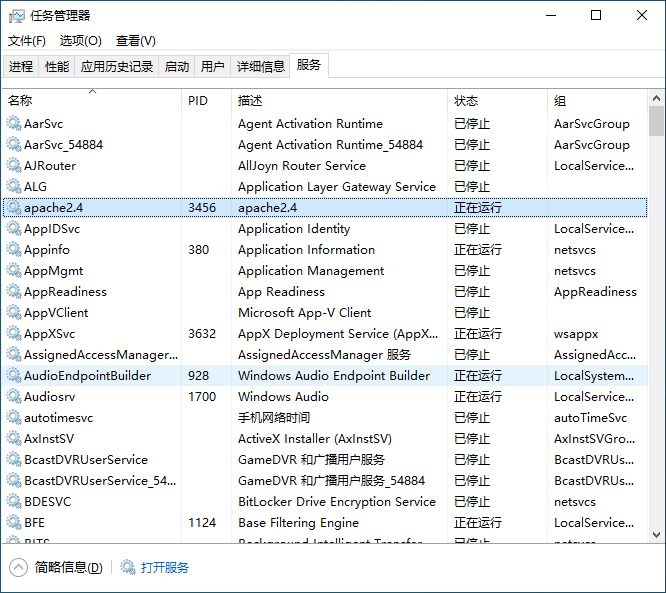 任务管理器
文件(F) 选项(O) 查看(V)
进程 性能 应用历史记录 启动 用户 详细信息 服务
名称 PID 描述 状态 组
AarSvc Agent Activation Runtime 已停止 AarSvcGroup
AarSvc_54884 Agent Activation Runtime_54884 已停止 AarSvcGroup
AJRouter AllJoyn Router Service 已停止 LocalService...
ALG Application Layer Gateway Service 已停止
apache2.4 3456 apache2.4 正在运行
AppIDSvc Application Identity 已停止 LocalService...
Appinfo 380 Application Information 正在运行 netsvcs
AppMgmt Application Management 已停止 netsvcs
AppReadiness App Readiness 已停止 AppReadiness
AppVClient Microsoft App-V Client 已停止
AppXSvc 3632 AppX Deployment Service (AppX... 正在运行 wsappx
AssignedAccessManager... AssignedAccessManager 服务 已停止 AssignedAcc...
AudioEndpointBuilder 928 Windows Audio Endpoint Builder 正在运行 LocalSystem...
Audiosrv 1700 Windows Audio 正在运行 LocalService...
autotimesvc 手机网络时间 已停止 autoTimeSvc
AxInstSV ActiveX Installer (AxInstSV) 已停止 AxInstSVGro...
BcastDVRUserService GameDVR 和广播用户服务 已停止 BcastDVRUs...
BcastDVRUserService_54... GameDVR 和广播用户服务_54884 已停止 BcastDVRUs...
BDESVC BitLocker Drive Encryption Service 已停止 netsvcs
BFE 1124 Base Filtering Engine 正在运行 LocalService...
BITS Background Intelligent Transfer 已停止 netsvcs
简略信息(D) 打开服务